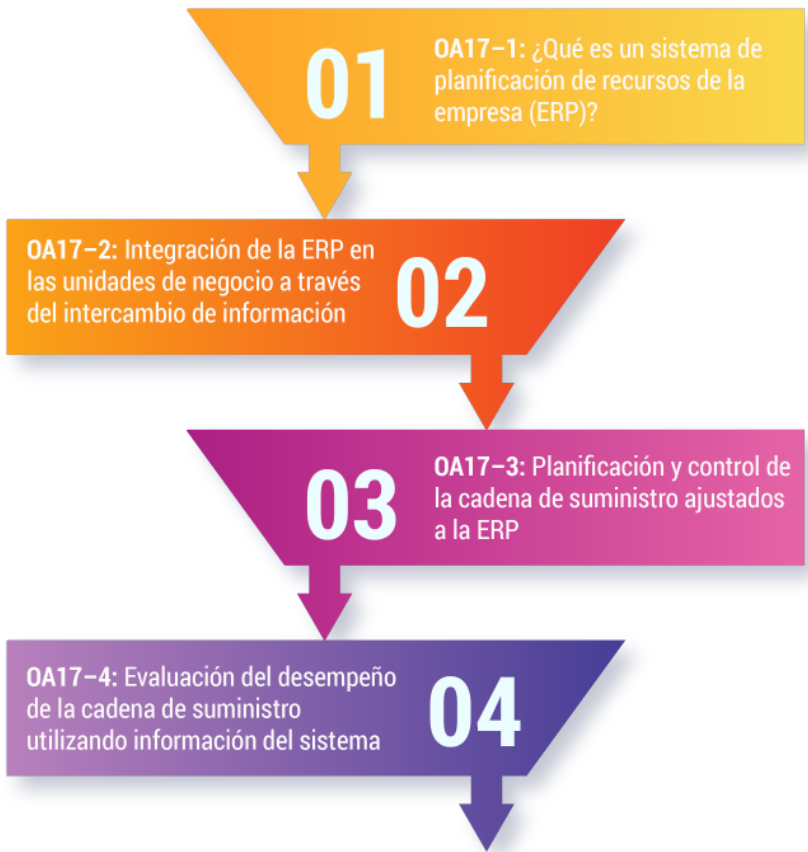 01
OA17–1: ¿Qué es un sistema de
planificación de recursos de la
empresa (ERP)?
OA17–2: Integración de la ERP en
las unidades de negocio a través
del intercambio de información
02
03
OA17–3: Planificación y control de
la cadena de suministro ajustados
a la ERP
OA17–4: Evaluación del desempeño
de la cadena de suministro
utilizando información del sistema
04